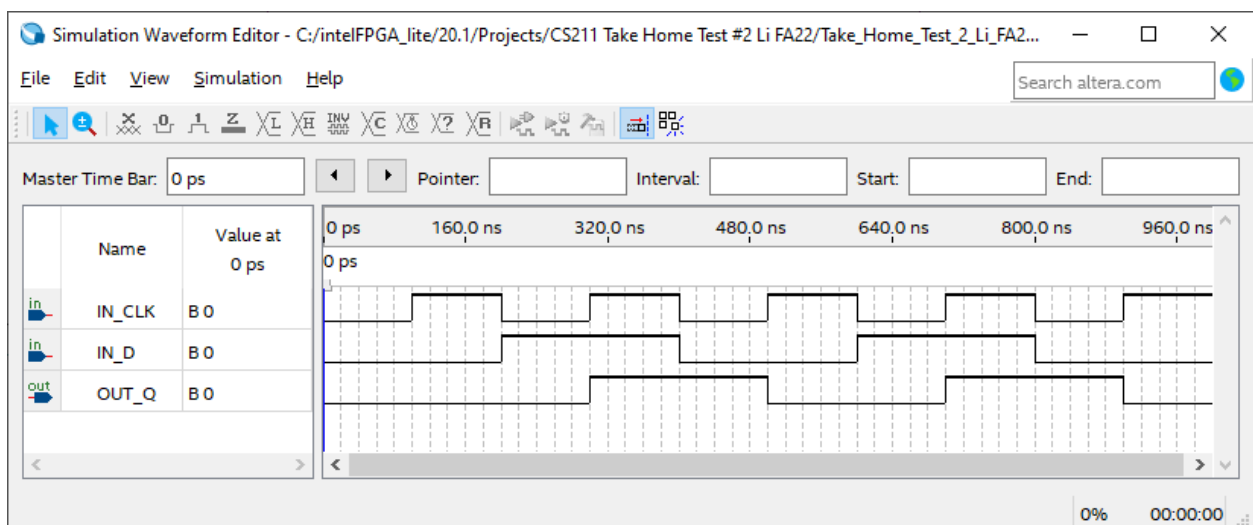 Simulation Waveform Editor - C:/intelFPGA_lite/20.1/Projects/CS211 Take Home Test #2 Li FA22/Take_Home_Test_2_Li_FA2...
File Edit View Simulation Help
Search altera.com
Master Time Bar: 0 ps Pointer: Interval: Start: End:
Name
Value at
0 ps
0 ps 160.0 ns 320.0 ns 480.0 ns 640.0 ns 800.0 ns 960.0 ns
0 ps
in IN_CLK B 0
in IN_D B 0
out OUT_Q B 0
0% 00:00:00